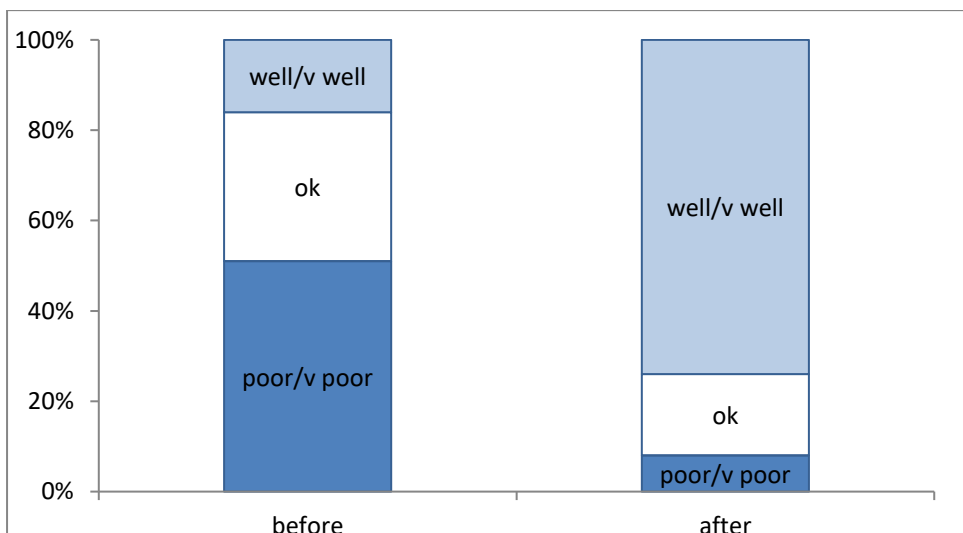 100%
80%
60%
40%
20%
0%
well/v well
ok
poor/v poor
well/v well
ok
poor/v poor
before
after